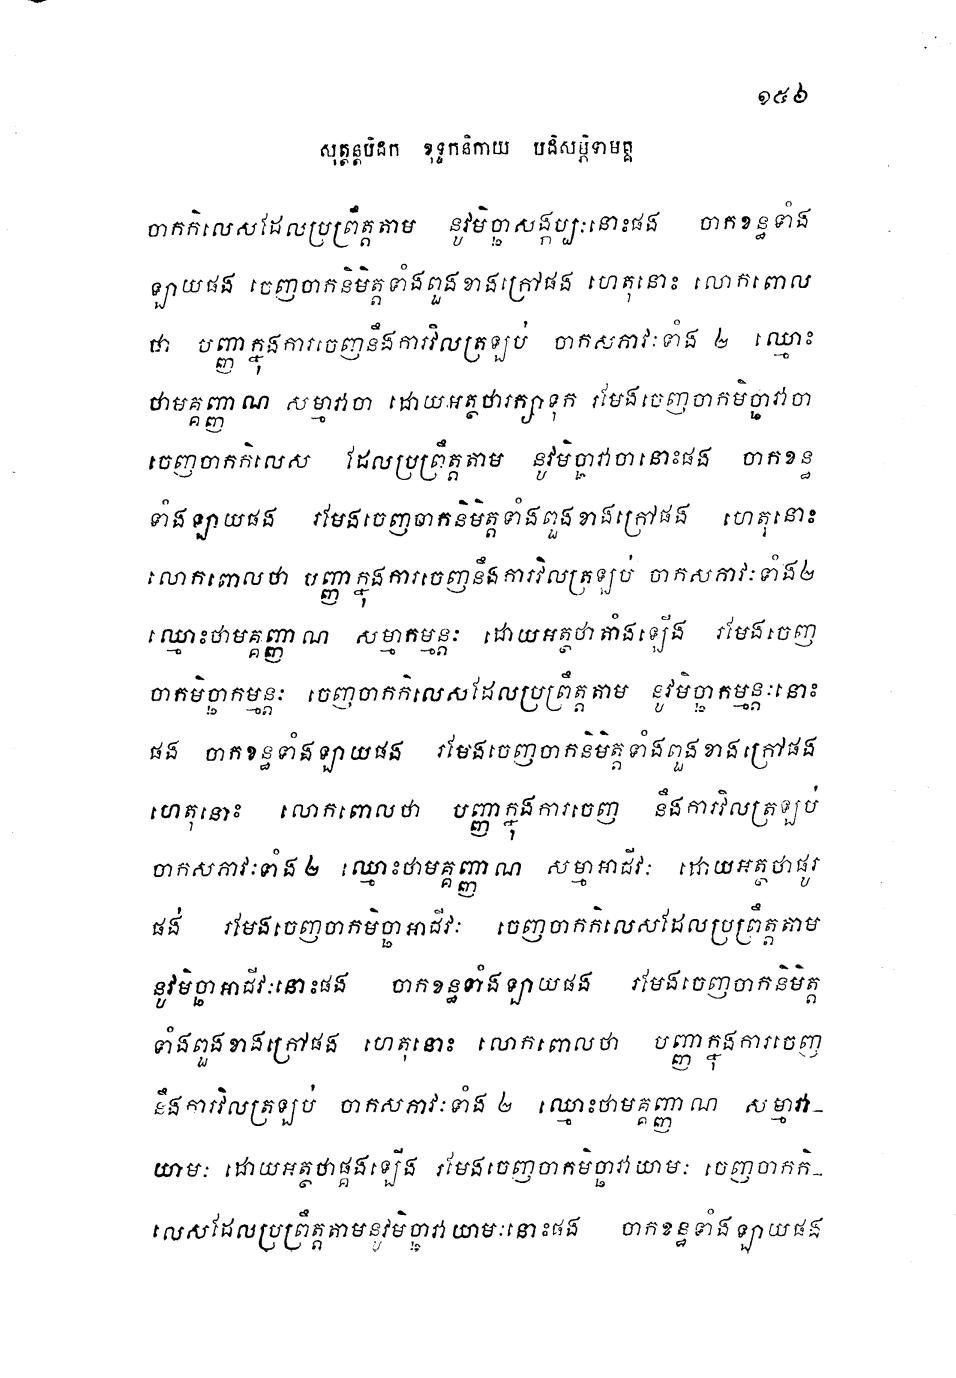 ១៥៦
សុត្តន្តបិដក ខុទ្ទកនិកាយ បដិសម្ភិទាមគ្គ
ចាកកិលេសដែលប្រព្រឹត្តតាម នូវមិច្ឆាសង្កប្បៈនោះផង ចាកខន្ធទាំង
ឡាយផង ចេញចាកនិមិត្តទាំងពួងខាងក្រៅផង ហេតុនោះ លោកពោល
ថា បញ្ញាក្នុងការចេញនឹងការវិលត្រឡប់ ចាកសភាវៈទាំង ២ ឈ្មោះ
ថាមគ្គញ្ញាណ សម្មាវាចា ដោយអត្ថថារក្សាទុក រមែងចេញចាកមិច្ឆាវាចា
ចេញចាកកិលេស ដែលប្រព្រឹត្តតាម នូវមិច្ឆាវាចានោះផង ចាកខន្ធ
ទាំងឡាយផង រមែងចេញចាកនិមិត្តទាំងពួងខាងក្រៅផង ហេតុនោះ
លោកពោលថា បញ្ញាក្នុងការចេញនឹងការវិលត្រឡប់ ចាកសភាវៈទាំង២
ឈ្មោះថាមគ្គញ្ញាណ សម្មាកម្មន្តៈ ដោយអត្ថថាតាំងឡើង រមែងចេញ
ចាកមិច្ឆាកម្មន្តៈ ចេញចាកកិលេសដែលប្រព្រឹត្តតាម នូវមិច្ឆាកម្មន្តៈនោះ
ផង ចាកខន្ធទាំងឡាយផង រមែងចេញចាកនិមិត្តទាំងពួងខាងក្រៅផង
ហេតុនោះ លោកពោលថា បញ្ញាក្នុងការចេញ នឹងការវិលត្រឡប់
ចាកសភាវៈទាំង ២ ឈ្មោះថាមគ្គញ្ញាណ សម្មាអាជីវៈ ដោយអត្ថថាផូរ
ផង់ រមែងចេញចាកមិច្ឆាអាជីវៈ ចេញចាកកិលេសដែលប្រព្រឹត្តតាម
នូវមិច្ឆាអាជីវៈនោះផង ចាកខន្ធទាំងឡាយផង រមែងចេញចាកនិមិត្ត
ទាំងពួងខាងក្រៅផង ហេតុនោះ លោកពោលថា បញ្ញាក្នុងការចេញ
នឹងការវិលត្រឡប់ ចាកសភាវៈទាំង ២ ឈ្មោះថាមគ្គញ្ញាណ សម្មាវា-
យាមៈ ដោយអត្ថថាផ្គងឡើង រមែងចេញចាកមិច្ឆាវាយាមៈ ចេញចាកកិ-
លេសដែលប្រព្រឹត្តតាមនូវមិច្ឆាវាយាមៈនោះផង ចាកខន្ធទាំងឡាយផង